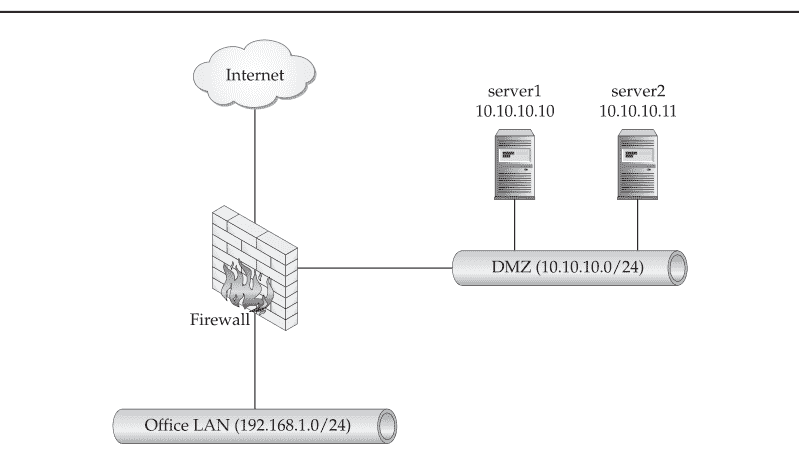 Internet
server1
10.10.10.10
server2
10.10.10.11
DMZ (10.10.10.0/24)
Firewall
Office LAN (192.168.1.0/24)